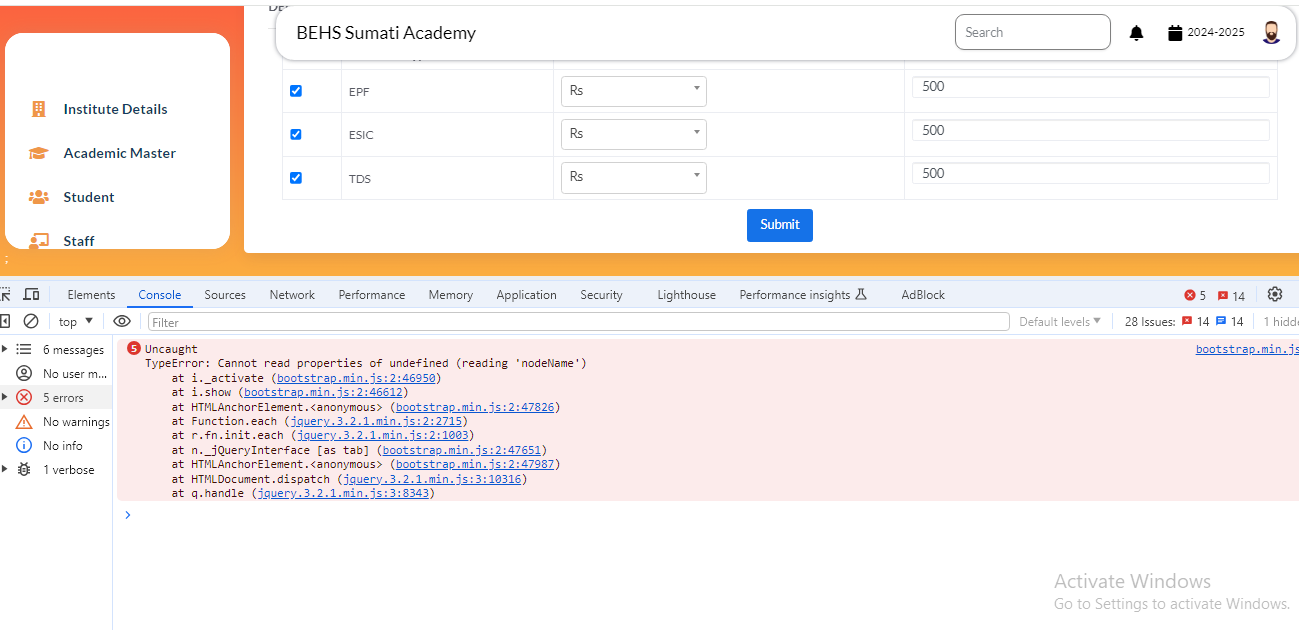 BEHS Sumati Academy
Search
2024-2025
Institute Details
Academic Master
Student
Staff
EPF
Rs
500
ESIC
Rs
500
TDS
Rs
500
Submit
;
Elements
Console
Sources
Network
Performance
Memory
Application
Security
Lighthouse
Performance insights
AdBlock
5
14
top
Filter
Default levels
28 Issues:
14
14
1 hidde
6 messages
No user m...
5 errors
No warnings
No info
1 verbose
5 Uncaught
bootstrap.min.js
TypeError: Cannot read properties of undefined (reading 'nodeName')
at i._activate (bootstrap.min.js:2:46950)
at i.show (bootstrap.min.js:2:46612)
at HTMLAnchorElement.<anonymous> (bootstrap.min.js:2:47826)
at Function.each (jquery.3.2.1.min.js:2:2715)
at r.fn.init.each (jquery.3.2.1.min.js:2:1003)
at n._jQueryInterface [as tab] (bootstrap.min.js:2:47651)
at HTMLAnchorElement.<anonymous> (bootstrap.min.js:2:47987)
at HTMLDocument.dispatch (jquery.3.2.1.min.js:3:10316)
at q.handle (jquery.3.2.1.min.js:3:8343)
>
Activate Windows
Go to Settings to activate Windows.